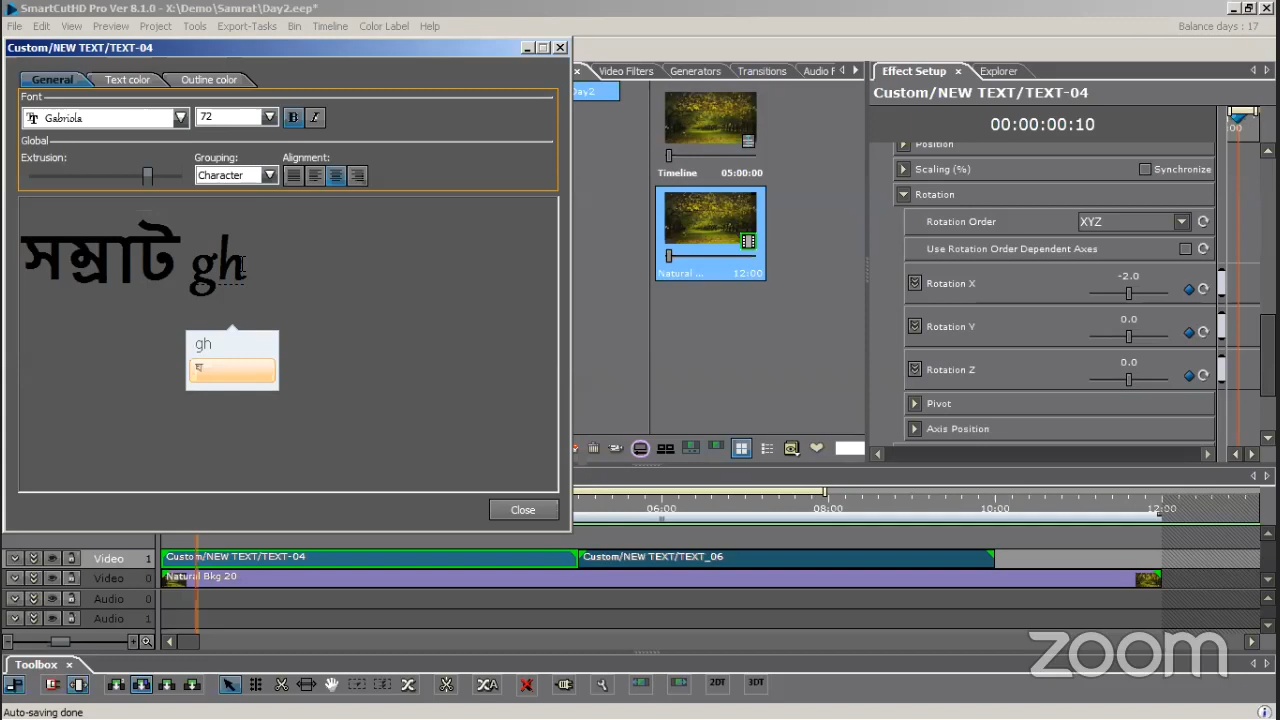 SmartCutHD Pro Ver 8.1.0 - X:\Demo\Samrat\Day2.eep*
File Edit View Preview Project Tools Export-Tasks Bin Timeline Color Label Help
Balance days : 17
Custom/NEW TEXT/TEXT-04
General Text color Outline color
Font
Gabriola 72 B I
Global
Extrusion: Grouping: Alignment:
Character
সম্রাট gh
gh
ঘ
Close
Video Filters Generators Transitions Audio F
Day2
Timeline 05:00:00
Natural ... 12:00
Effect Setup Explorer
Custom/NEW TEXT/TEXT-04
00:00:00:10
:00
Position
Scaling (%) Synchronize
Rotation
Rotation Order XYZ
Use Rotation Order Dependent Axes
Rotation X -2.0
Rotation Y 0.0
Rotation Z 0.0
Pivot
Axis Position
06:00 08:00 10:00 12:00
Video 1 Custom/NEW TEXT/TEXT-04 Custom/NEW TEXT/TEXT_06
Video 0 Natural Bkg 20
Audio 0
Audio 1
zoom
Toolbox
2DT 3DT
Auto-saving done